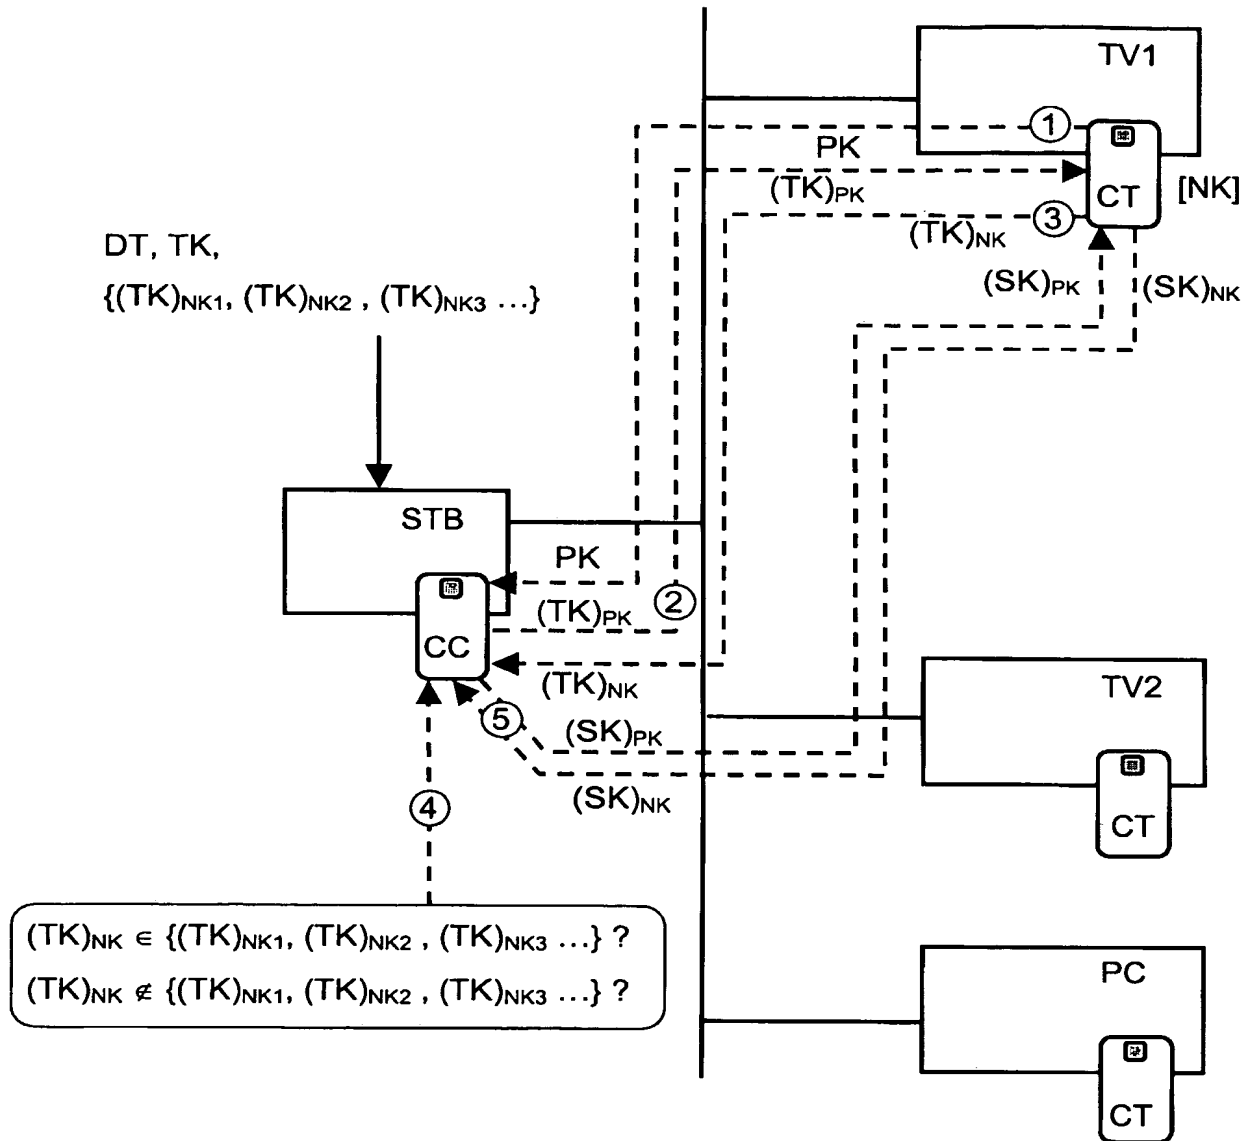 TV1
①
PK
(TK)PK
CT
[NK]
③
(TK)NK
DT, TK,
{(TK)NK1, (TK)NK2 , (TK)NK3 ...}
(SK)PK
(SK)NK
STB
PK
②
(TK)PK
CC
(TK)NK
TV2
⑤
(SK)PK
(SK)NK
④
CT
(TK)NK ∈ {(TK)NK1, (TK)NK2 , (TK)NK3 ...} ?
(TK)NK ∉ {(TK)NK1, (TK)NK2 , (TK)NK3 ...} ?
PC
CT